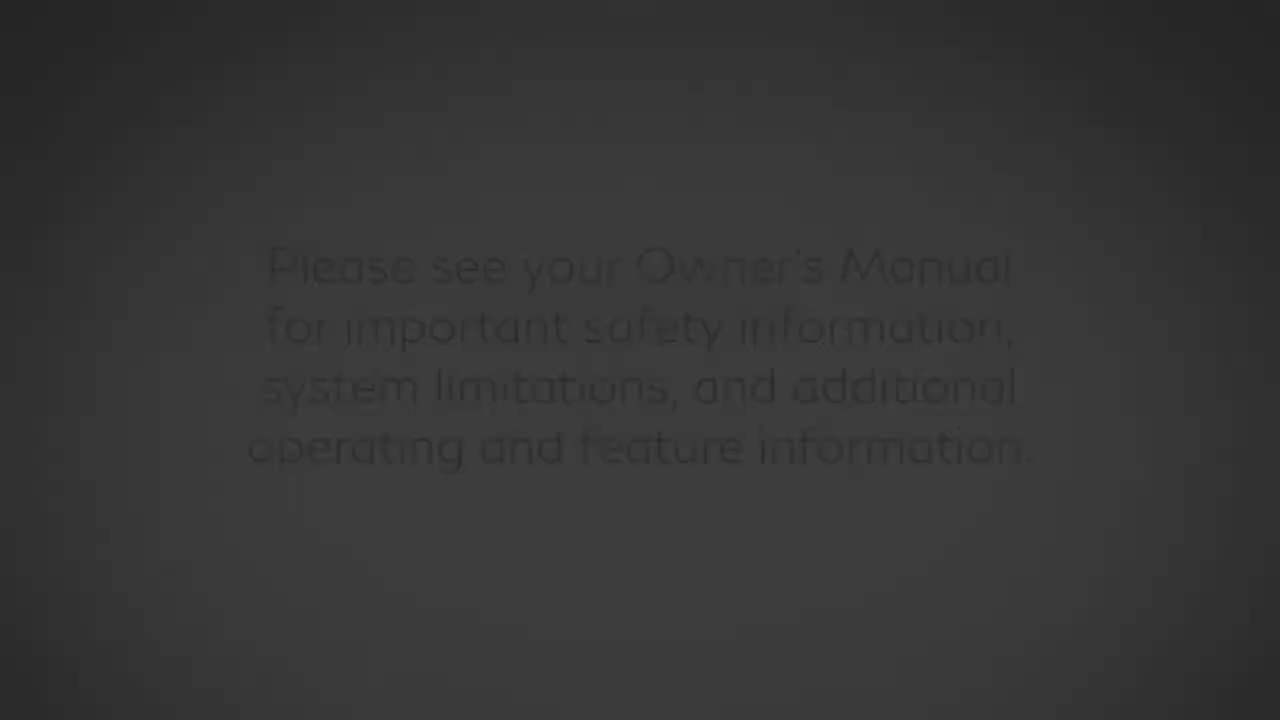 Please see your Owner's Manual
for important safety information,
system limitations, and additional
operating and feature information.